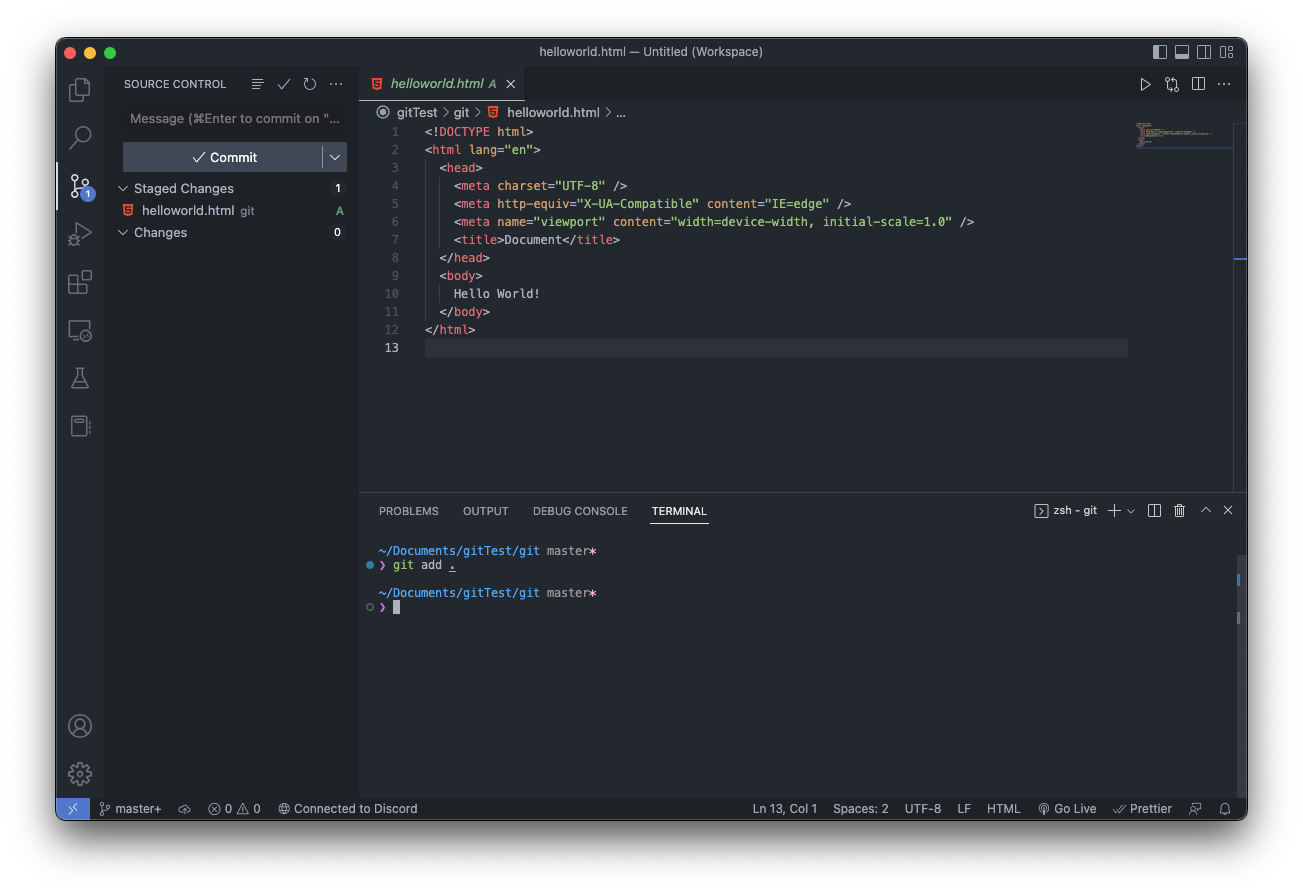 helloworld.html — Untitled (Workspace)
SOURCE CONTROL
Message (⌘Enter to commit on "...
Commit
Staged Changes 1
helloworld.html git A
Changes 0
helloworld.html A
gitTest > git > helloworld.html > ...
1 <!DOCTYPE html>
2 <html lang="en">
3 <head>
4 <meta charset="UTF-8" />
5 <meta http-equiv="X-UA-Compatible" content="IE=edge" />
6 <meta name="viewport" content="width=device-width, initial-scale=1.0" />
7 <title>Document</title>
8 </head>
9 <body>
10 Hello World!
11 </body>
12 </html>
13
PROBLEMS OUTPUT DEBUG CONSOLE TERMINAL zsh - git
~/Documents/gitTest/git master*
❯ git add .
~/Documents/gitTest/git master*
❯
1
master+ 0 0 Connected to Discord Ln 13, Col 1 Spaces: 2 UTF-8 LF HTML Go Live Prettier